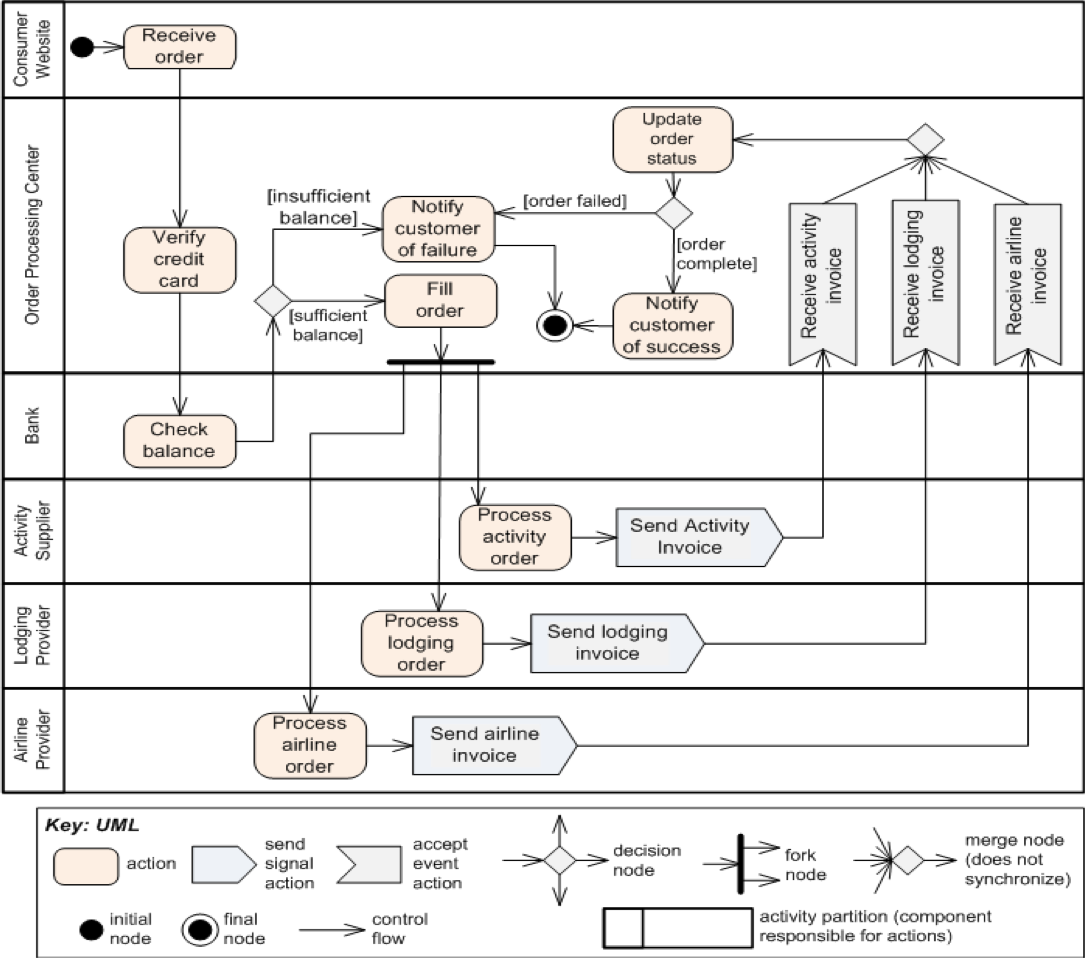 Consumer
Website
Receive
order
Order Processing Center
Update
order
status
[insufficient
balance]
Notify
customer
of failure
[order failed]
[order
complete]
Verify
credit
card
[sufficient
balance]
Fill
order
Notify
customer
of success
Receive activity
invoice
Receive lodging
invoice
Receive airline
invoice
Bank
Check
balance
Activity
Supplier
Process
activity
order
Send Activity
Invoice
Lodging
Provider
Process
lodging
order
Send lodging
invoice
Airline
Provider
Process
airline
order
Send airline
invoice
Key: UML
action
send
signal
action
accept
event
action
decision
node
fork
node
merge node
(does not
synchronize)
initial
node
final
node
control
flow
activity partition (component
responsible for actions)